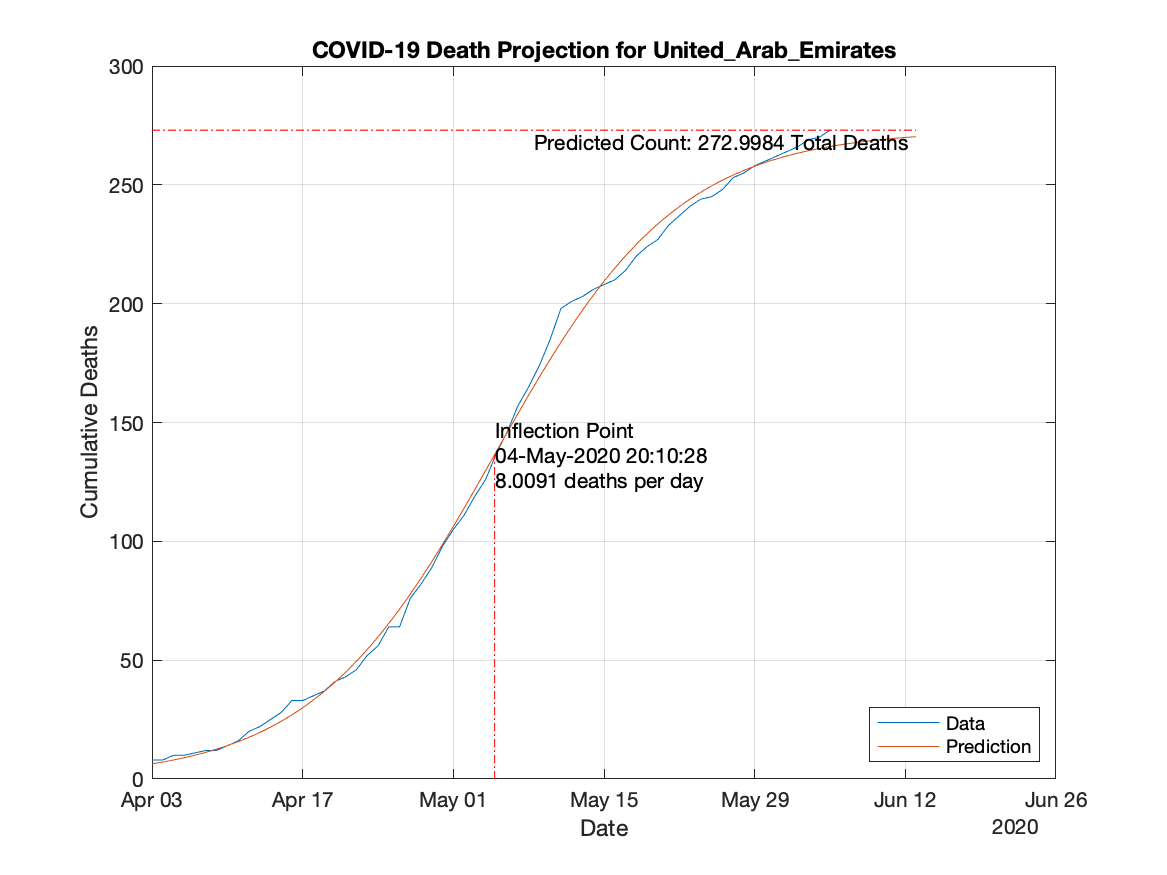 COVID-19 Death Projection for United_Arab_Emirates
300
250
200
150
100
50
0
Cumulative Deaths
Predicted Count: 272.9984 Total Deaths
Inflection Point
04-May-2020 20:10:28
8.0091 deaths per day
Data
Prediction
Apr 03 Apr 17 May 01 May 15 May 29 Jun 12 Jun 26
Date
2020